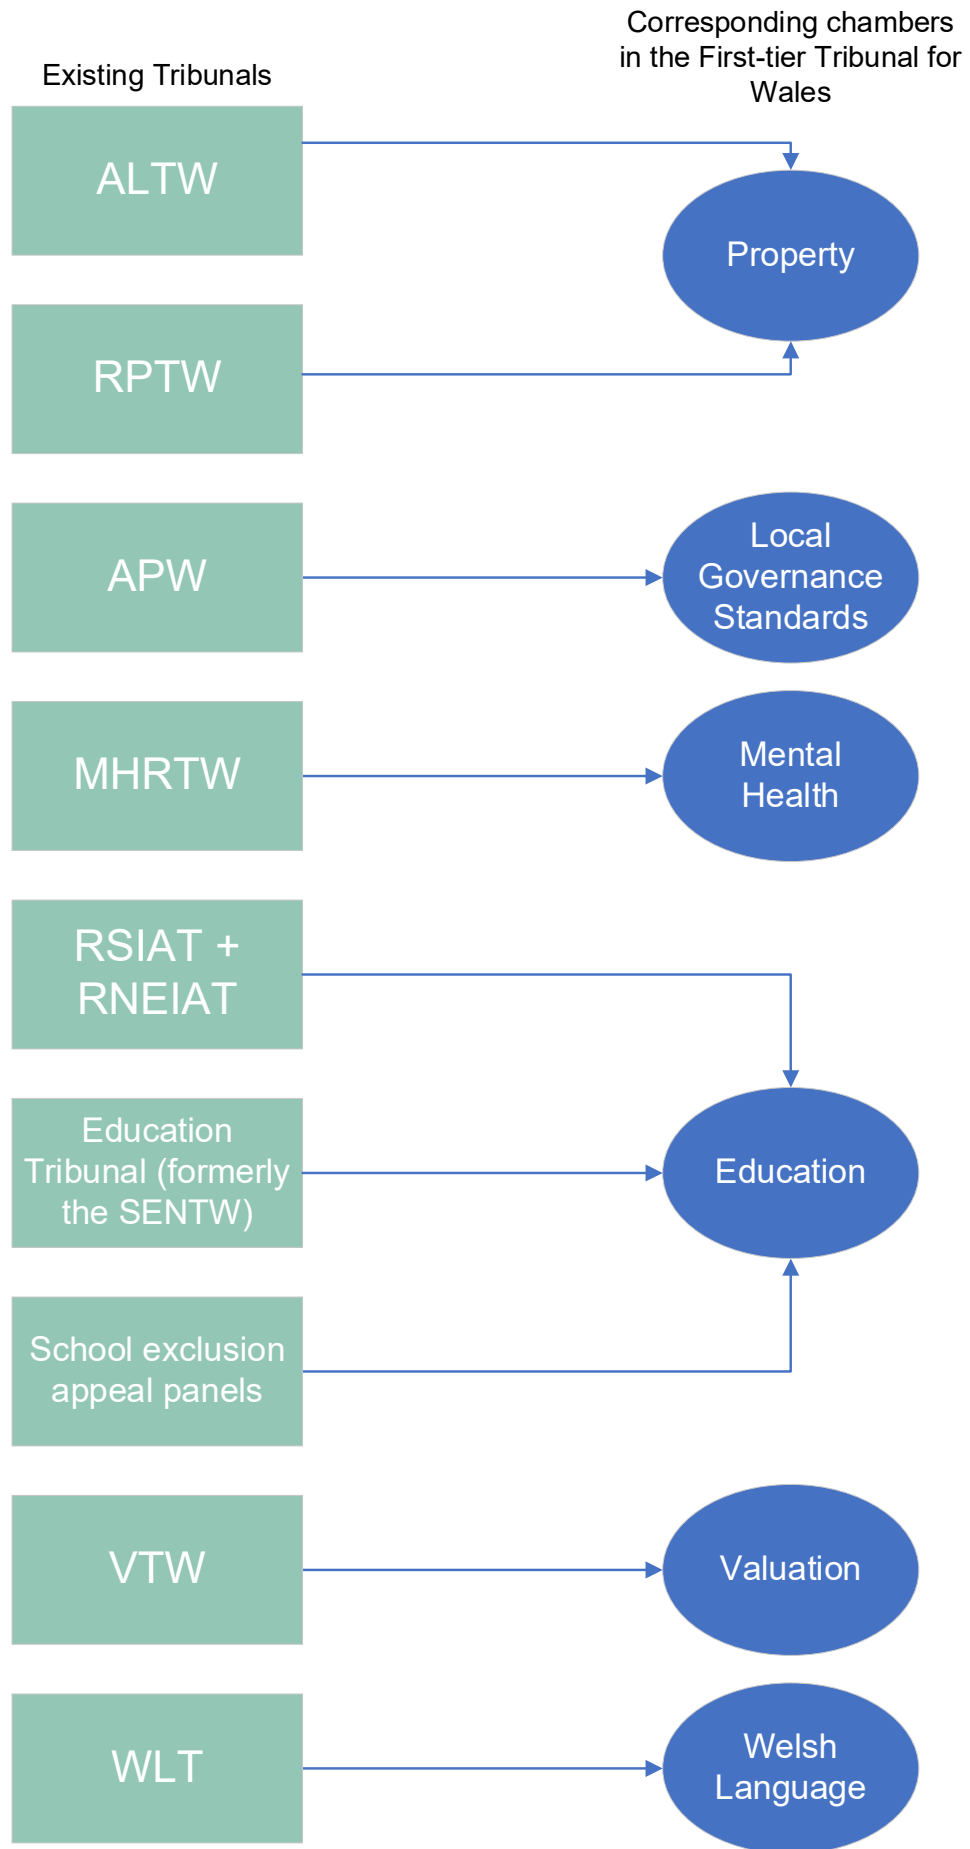 Existing Tribunals
Corresponding chambers
in the First-tier Tribunal for
Wales
ALTW
Property
RPTW
APW
Local
Governance
Standards
MHRTW
Mental
Health
RSIAT +
RNEIAT
Education
Tribunal (formerly
the SENTW)
Education
School exclusion
appeal panels
VTW
Valuation
WLT
Welsh
Language